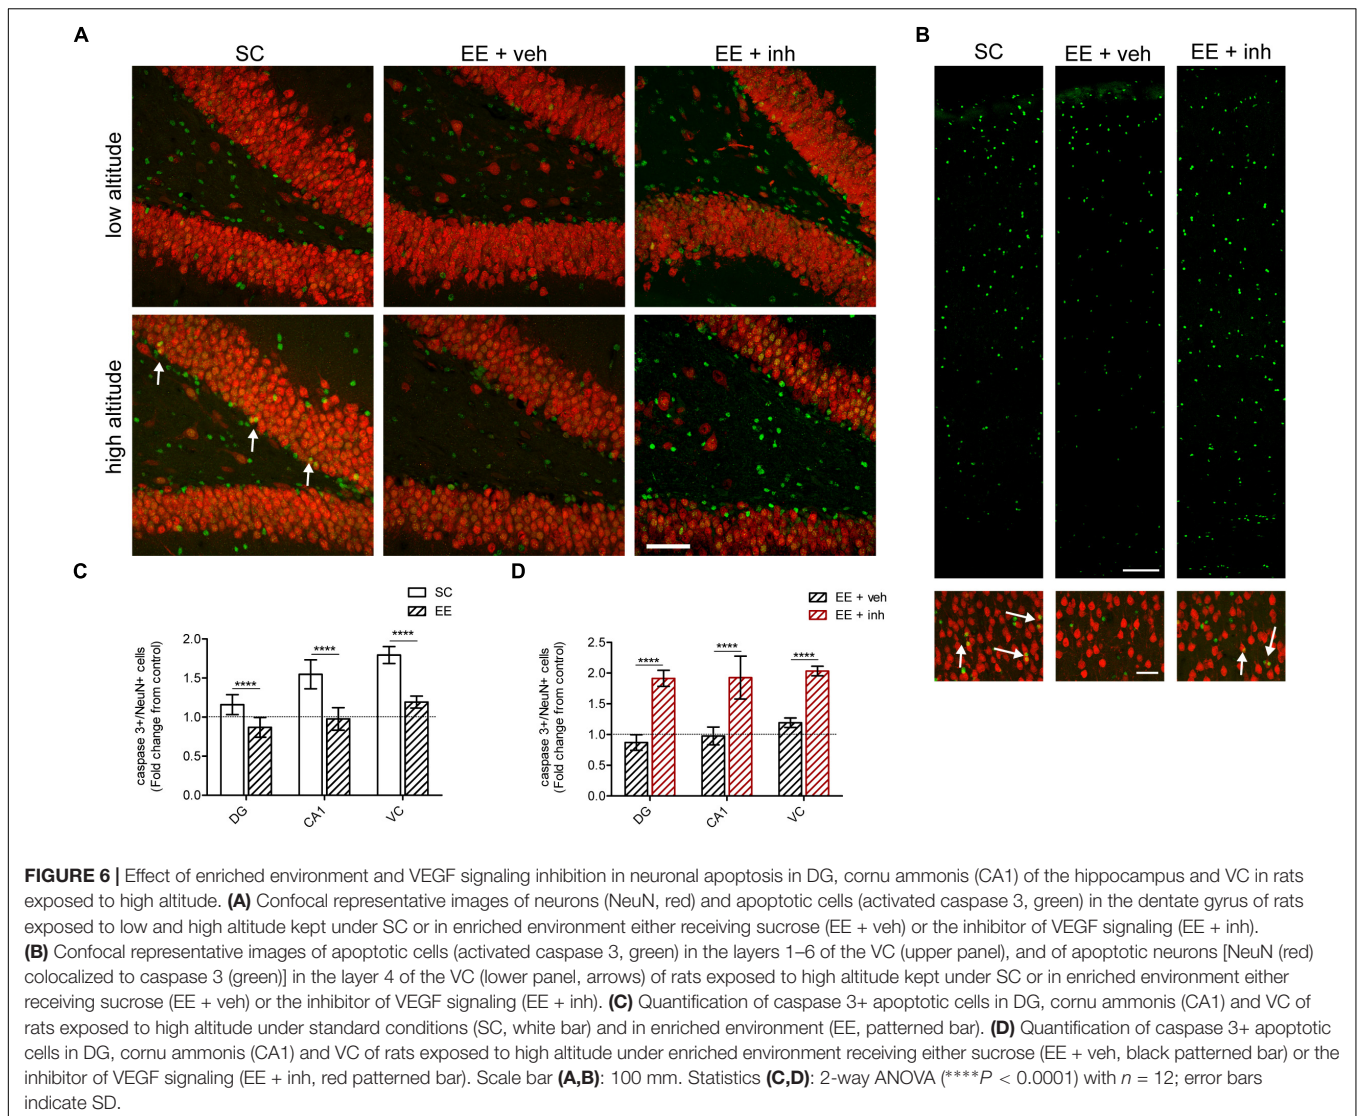 A
SC
EE + veh
EE + inh
low altitude
high altitude
B
SC
EE + veh
EE + inh
C
SC
EE
caspase 3+/NeuN+ cells
(Fold change from control)
2.0
1.5
1.0
0.5
0.0
****
****
****
DG
CA1
VC
D
EE + veh
EE + inh
caspase 3+/NeuN+ cells
(Fold change from control)
2.5
2.0
1.5
1.0
0.5
0.0
****
****
****
DG
CA1
VC
FIGURE 6 | Effect of enriched environment and VEGF signaling inhibition in neuronal apoptosis in DG, cornu ammonis (CA1) of the hippocampus and VC in rats
exposed to high altitude. (A) Confocal representative images of neurons (NeuN, red) and apoptotic cells (activated caspase 3, green) in the dentate gyrus of rats
exposed to low and high altitude kept under SC or in enriched environment either receiving sucrose (EE + veh) or the inhibitor of VEGF signaling (EE + inh).
(B) Confocal representative images of apoptotic cells (activated caspase 3, green) in the layers 1–6 of the VC (upper panel), and of apoptotic neurons [NeuN (red)
colocalized to caspase 3 (green)] in the layer 4 of the VC (lower panel, arrows) of rats exposed to high altitude kept under SC or in enriched environment either
receiving sucrose (EE + veh) or the inhibitor of VEGF signaling (EE + inh). (C) Quantification of caspase 3+ apoptotic cells in DG, cornu ammonis (CA1) and VC of
rats exposed to high altitude under standard conditions (SC, white bar) and in enriched environment (EE, patterned bar). (D) Quantification of caspase 3+ apoptotic
cells in DG, cornu ammonis (CA1) and VC of rats exposed to high altitude under enriched environment receiving either sucrose (EE + veh, black patterned bar) or the
inhibitor of VEGF signaling (EE + inh, red patterned bar). Scale bar (A,B): 100 mm. Statistics (C,D): 2-way ANOVA (****P < 0.0001) with n = 12; error bars
indicate SD.